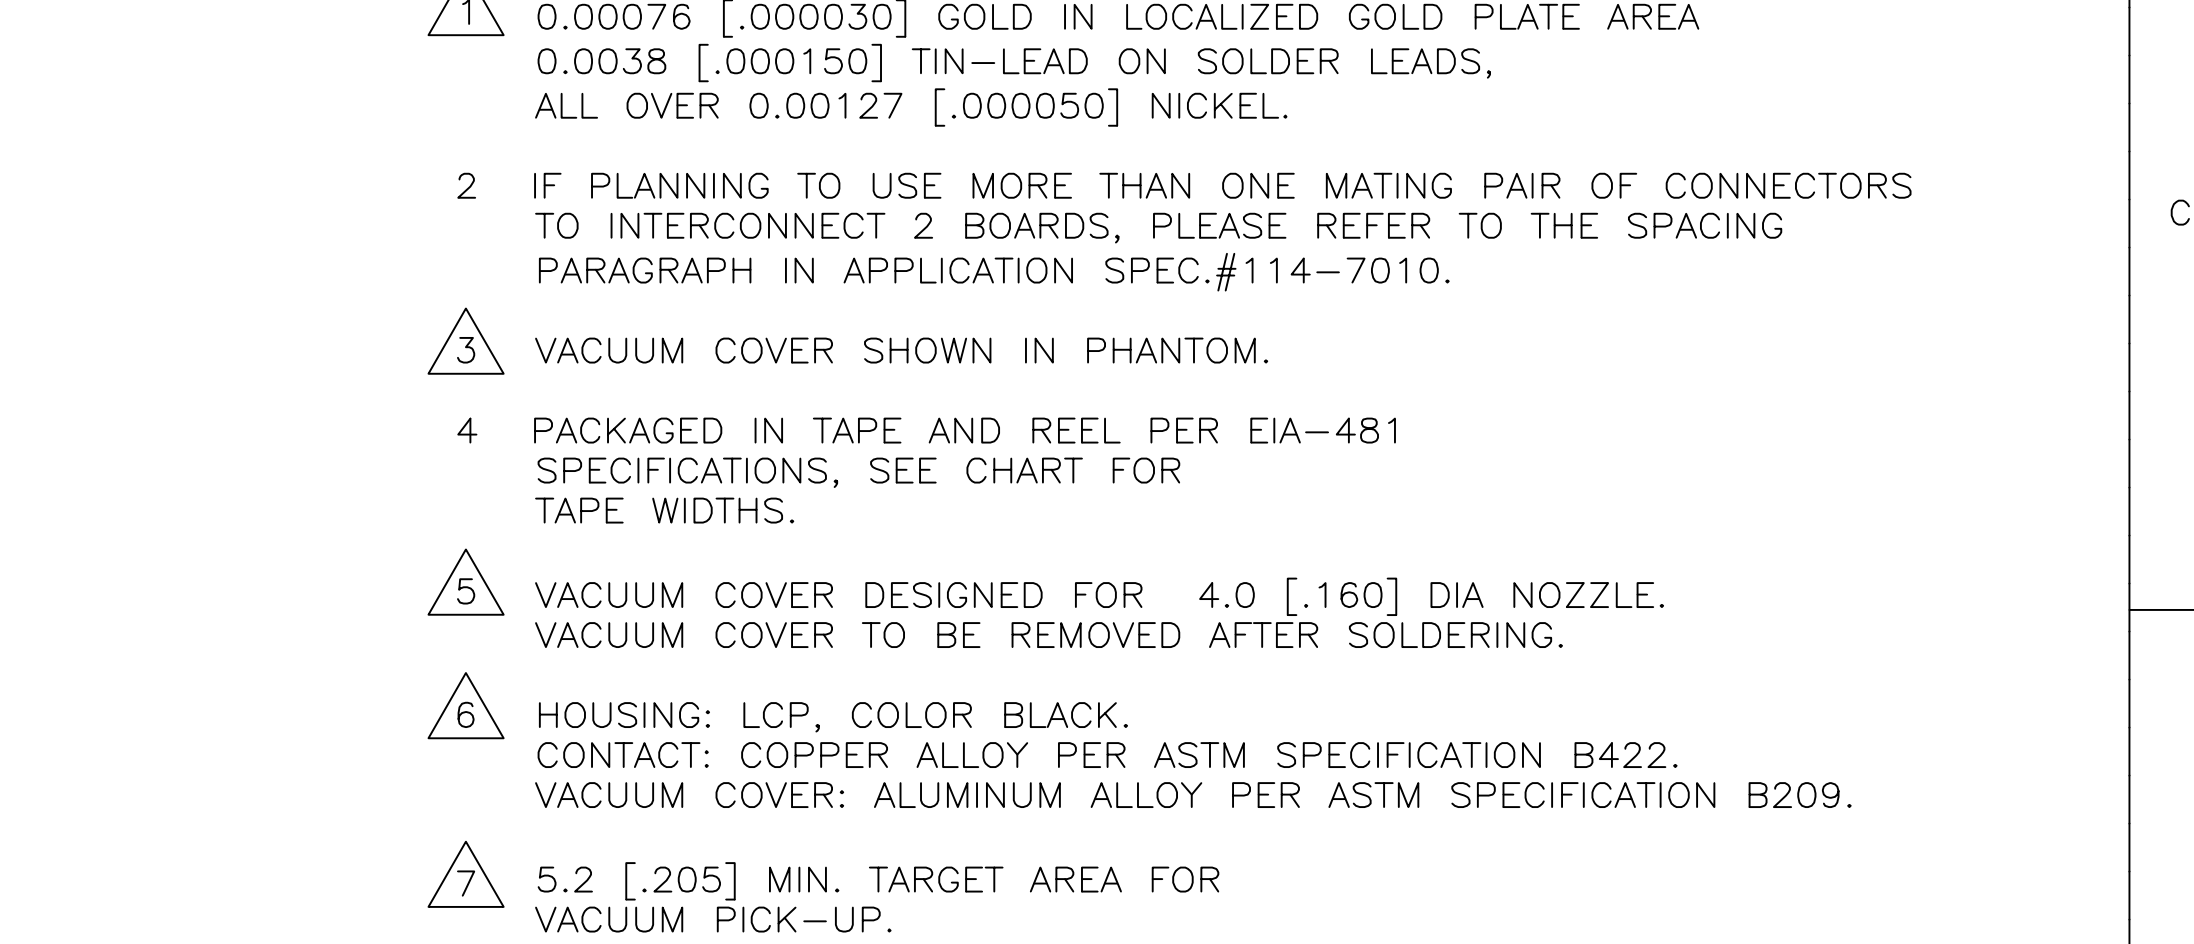 1 0.00076 [.000030] GOLD IN LOCALIZED GOLD PLATE AREA
0.0038 [.000150] TIN-LEAD ON SOLDER LEADS,
ALL OVER 0.00127 [.000050] NICKEL.
2 IF PLANNING TO USE MORE THAN ONE MATING PAIR OF CONNECTORS
TO INTERCONNECT 2 BOARDS, PLEASE REFER TO THE SPACING
PARAGRAPH IN APPLICATION SPEC.#114-7010.
3 VACUUM COVER SHOWN IN PHANTOM.
4 PACKAGED IN TAPE AND REEL PER EIA-481
SPECIFICATIONS, SEE CHART FOR
TAPE WIDTHS.
5 VACUUM COVER DESIGNED FOR 4.0 [.160] DIA NOZZLE.
VACUUM COVER TO BE REMOVED AFTER SOLDERING.
6 HOUSING: LCP, COLOR BLACK.
CONTACT: COPPER ALLOY PER ASTM SPECIFICATION B422.
VACUUM COVER: ALUMINUM ALLOY PER ASTM SPECIFICATION B209.
7 5.2 [.205] MIN. TARGET AREA FOR
VACUUM PICK-UP.
C